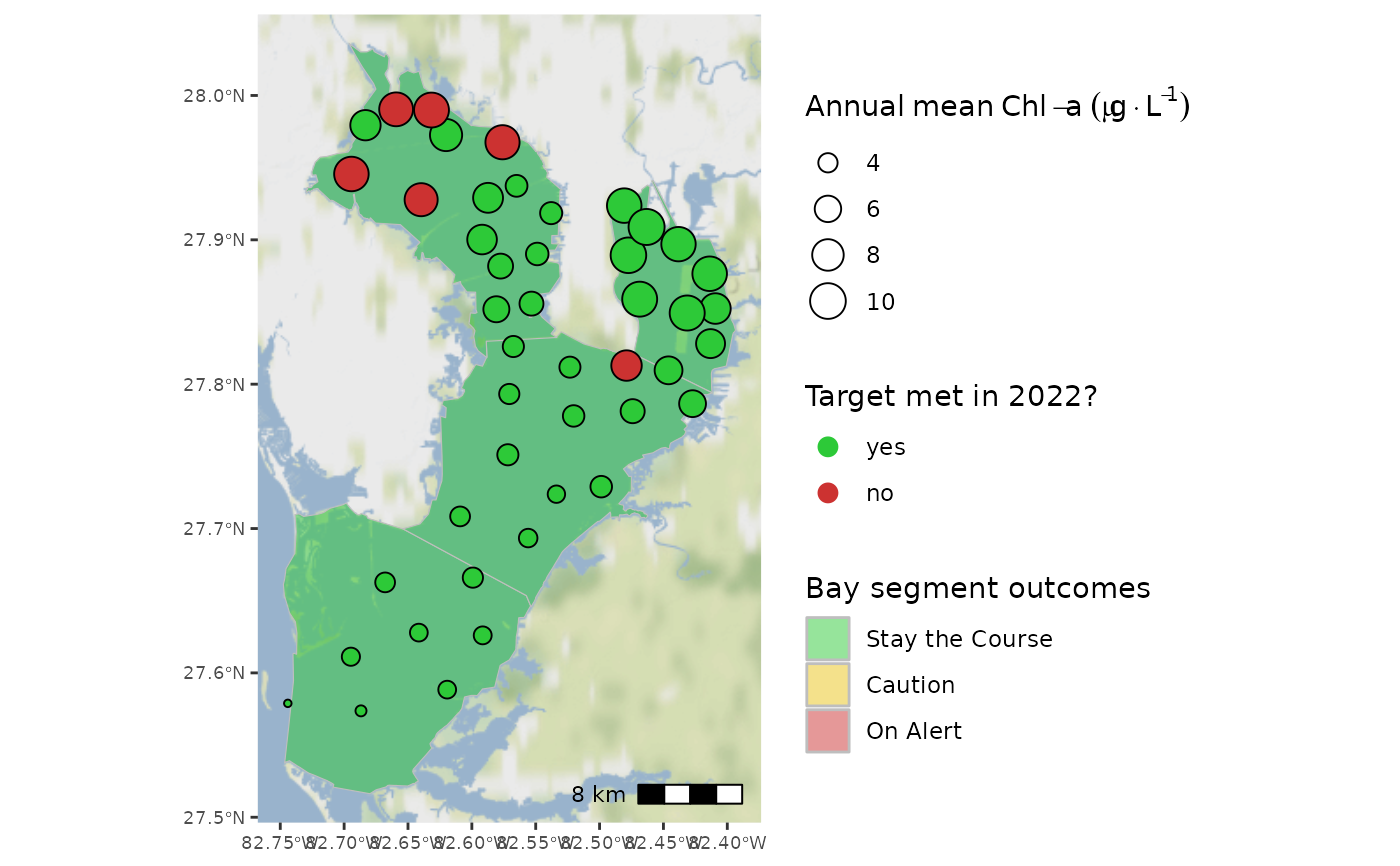 28.0°N
27.9°N
27.8°N
27.7°N
27.6°N
27.5°N
82.75°W 82.70°W 82.65°W 82.60°W 82.55°W 82.50°W 82.45°W 82.40°W
8 km
Annual mean Chl−a (μg · L−1)
4
6
8
10
Target met in 2022?
yes
no
Bay segment outcomes
Stay the Course
Caution
On Alert